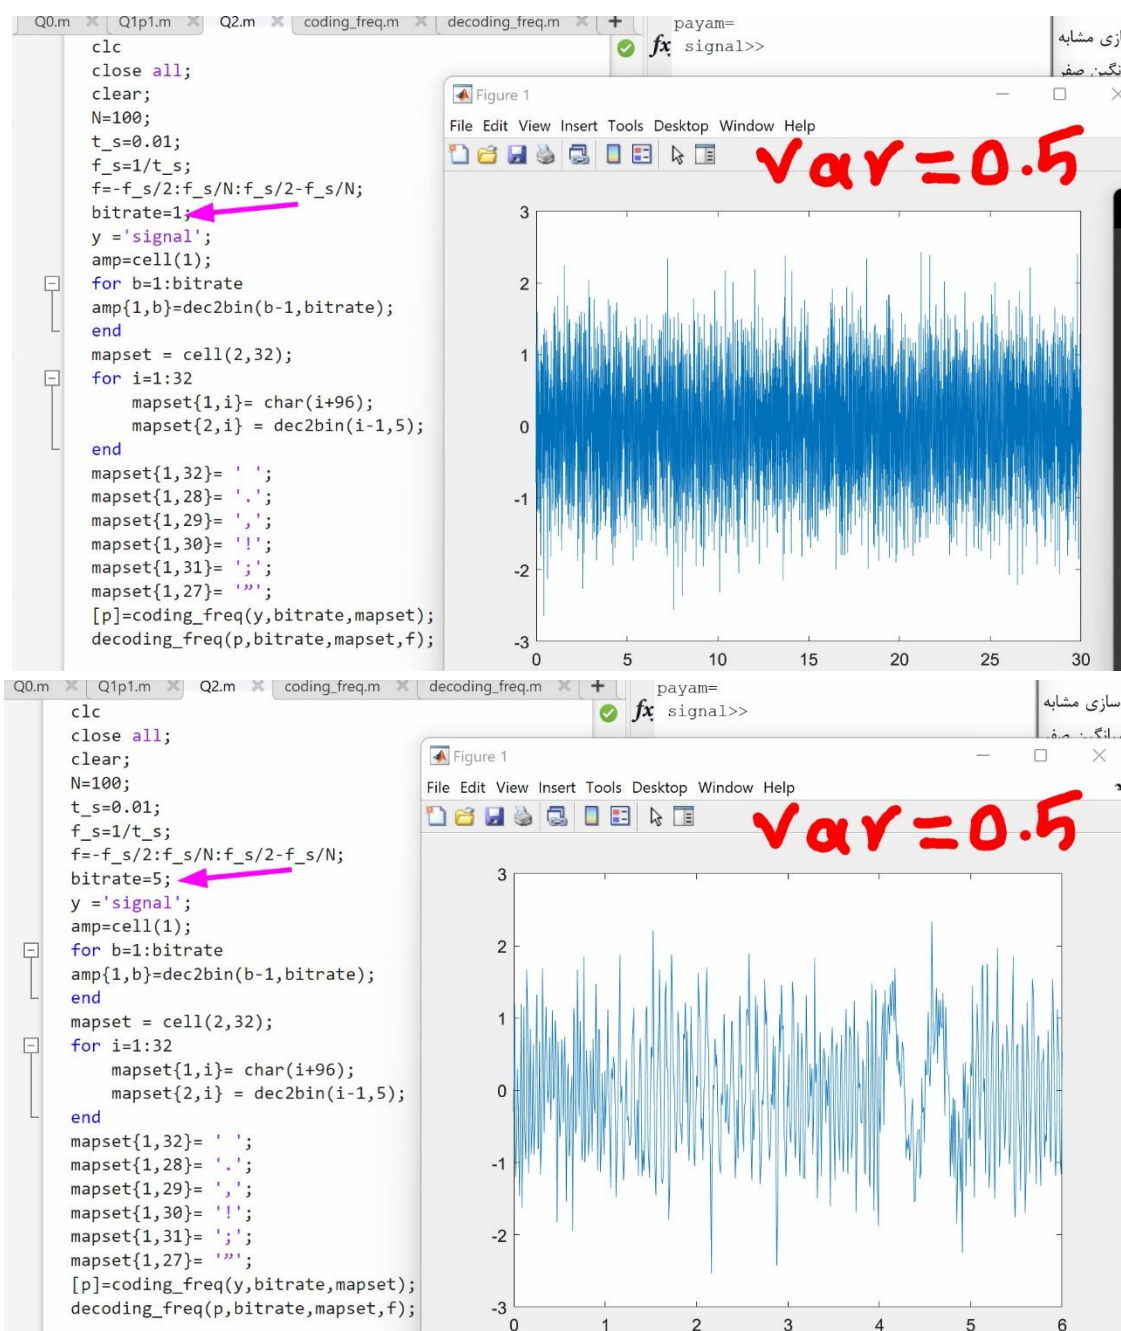 Q0.m Q1p1.m Q2.m coding_freq.m decoding_freq.m +
payam=
fx signal>>
clc
close all;
clear;
N=100;
t_s=0.01;
f_s=1/t_s;
f=-f_s/2:f_s/N:f_s/2-f_s/N;
bitrate=1;
y ='signal';
amp=cell(1);
for b=1:bitrate
amp{1,b}=dec2bin(b-1,bitrate);
end
mapset = cell(2,32);
for i=1:32
mapset{1,i}= char(i+96);
mapset{2,i} = dec2bin(i-1,5);
end
mapset{1,32}= ' ';
mapset{1,28}= '.';
mapset{1,29}= ',';
mapset{1,30}= '!';
mapset{1,31}= ';';
mapset{1,27}= '”';
[p]=coding_freq(y,bitrate,mapset);
decoding_freq(p,bitrate,mapset,f);
مشابه
صفر
Figure 1
File Edit View Insert Tools Desktop Window Help
var=0.5
3
2
1
0
-1
-2
-3
0 5 10 15 20 25 30
Q0.m Q1p1.m Q2.m coding_freq.m decoding_freq.m +
payam=
fx signal>>
clc
close all;
clear;
N=100;
t_s=0.01;
f_s=1/t_s;
f=-f_s/2:f_s/N:f_s/2-f_s/N;
bitrate=5;
y ='signal';
amp=cell(1);
for b=1:bitrate
amp{1,b}=dec2bin(b-1,bitrate);
end
mapset = cell(2,32);
for i=1:32
mapset{1,i}= char(i+96);
mapset{2,i} = dec2bin(i-1,5);
end
mapset{1,32}= ' ';
mapset{1,28}= '.';
mapset{1,29}= ',';
mapset{1,30}= '!';
mapset{1,31}= ';';
mapset{1,27}= '”';
[p]=coding_freq(y,bitrate,mapset);
decoding_freq(p,bitrate,mapset,f);
سازی مشابه
Figure 1
File Edit View Insert Tools Desktop Window Help
var=0.5
3
2
1
0
-1
-2
-3
0 1 2 3 4 5 6